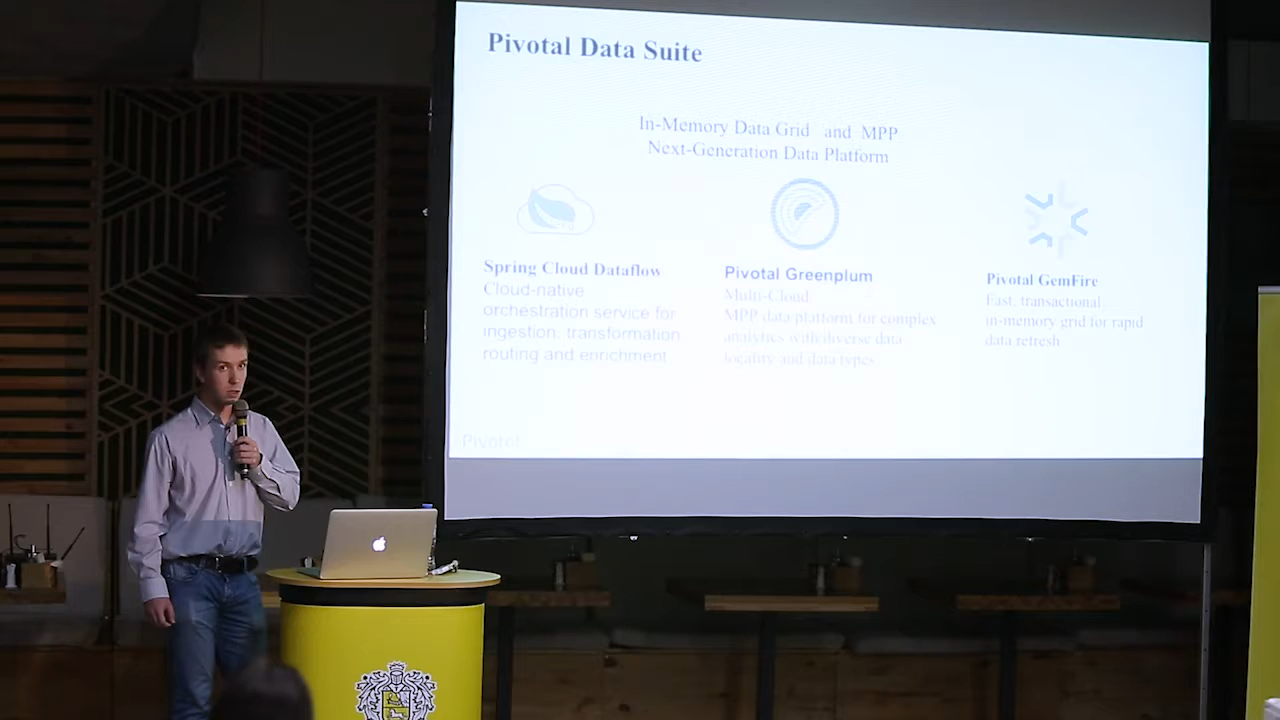 Pivotal Data Suite
In-Memory Data Grid and MPP
Next-Generation Data Platform
Spring Cloud Dataflow
Cloud-native
orchestration service for
ingestion, transformation
routing and enrichment
Pivotal Greenplum
Multi-Cloud
MPP data platform for complex
analytics with diverse data
locality and data types
Pivotal GemFire
Fast, transactional
in-memory grid for rapid
data refresh
Pivotal